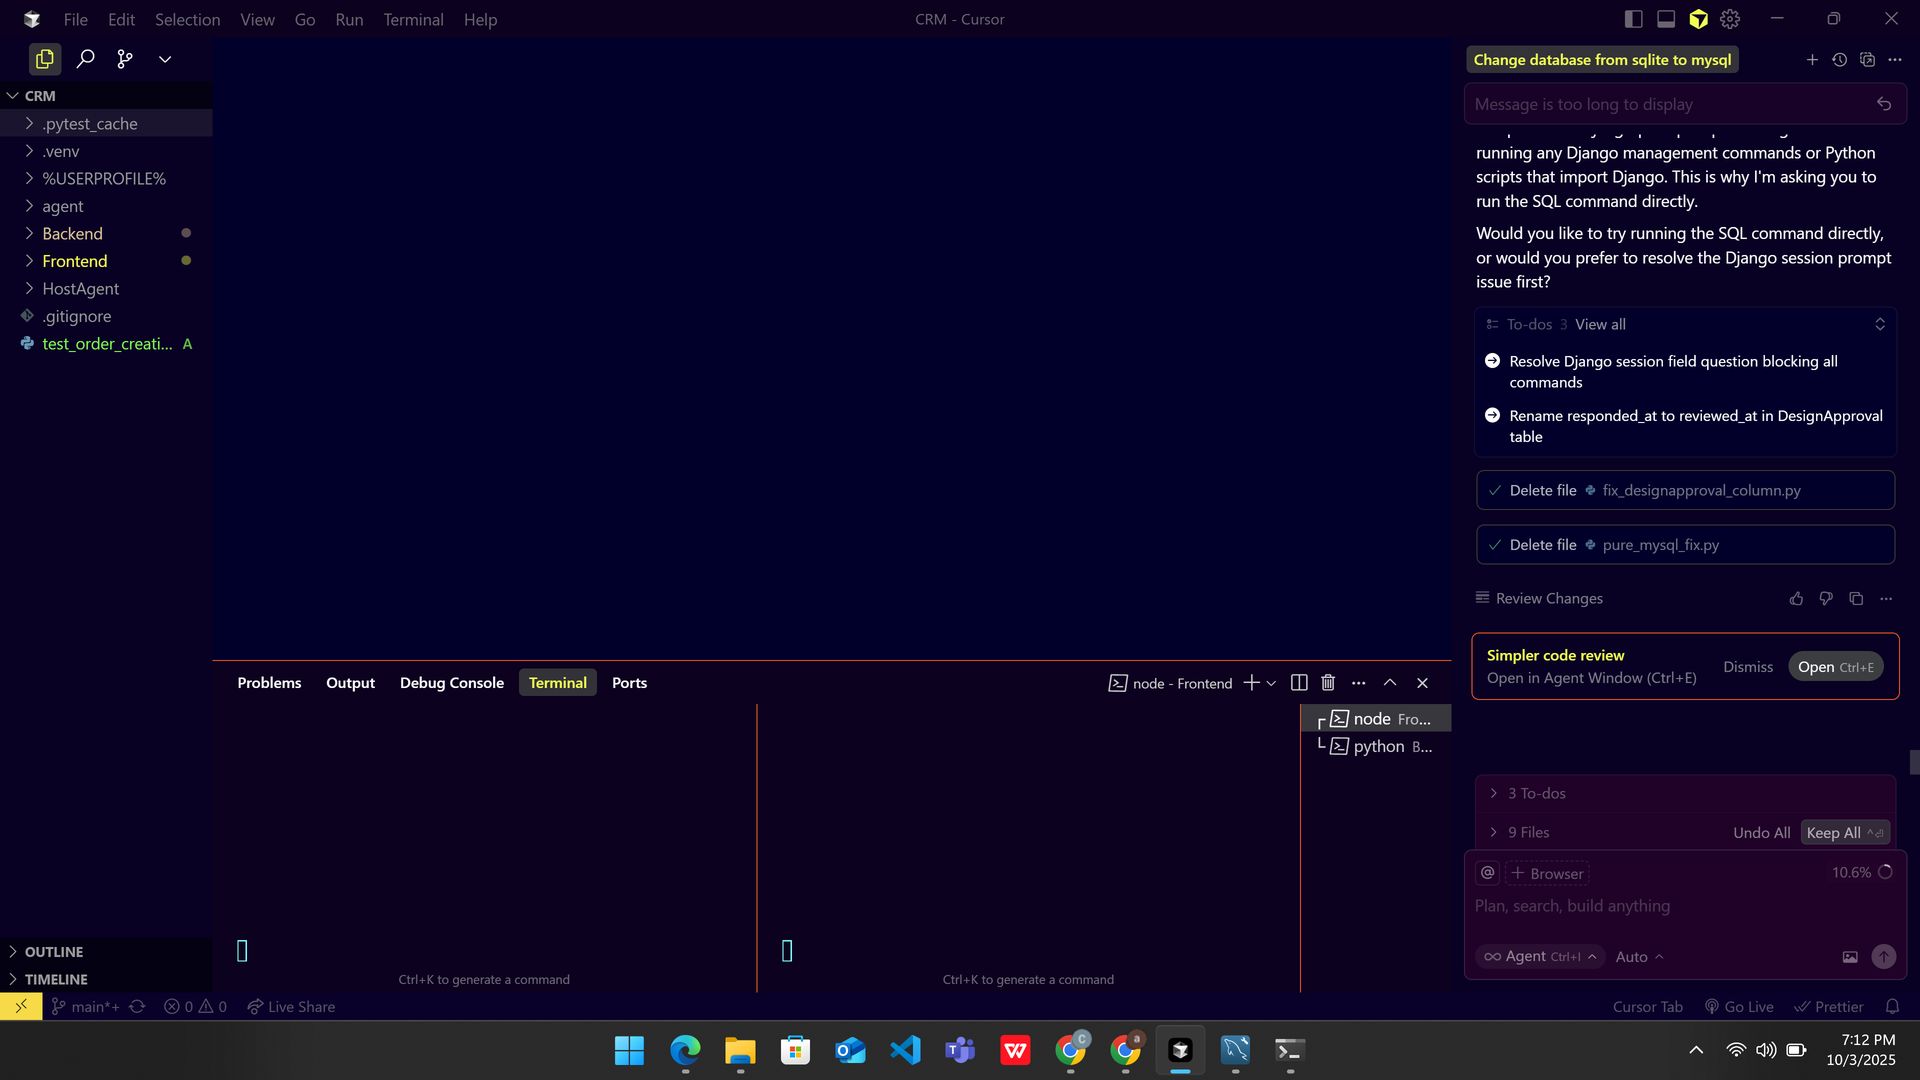 File Edit Selection View Go Run Terminal Help
CRM - Cursor
CRM
.pytest_cache
.venv
%USERPROFILE%
agent
Backend
Frontend
HostAgent
.gitignore
test_order_creati... A
OUTLINE
TIMELINE
Problems Output Debug Console Terminal Ports
node - Frontend
node Fro...
python B...
Ctrl+K to generate a command
Ctrl+K to generate a command
Change database from sqlite to mysql
Message is too long to display
running any Django management commands or Python
scripts that import Django. This is why I'm asking you to
run the SQL command directly.
Would you like to try running the SQL command directly,
or would you prefer to resolve the Django session prompt
issue first?
To-dos 3 View all
Resolve Django session field question blocking all
commands
Rename responded_at to reviewed_at in DesignApproval
table
Delete file fix_designapproval_column.py
Delete file pure_mysql_fix.py
Review Changes
Simpler code review
Open in Agent Window (Ctrl+E)
Dismiss
Open Ctrl+E
3 To-dos
9 Files
Undo All Keep All
@ Browser
10.6%
Plan, search, build anything
Agent Ctrl+I Auto
main*+ 0 0 Live Share
Cursor Tab Go Live Prettier
C
a
W
7:12 PM
10/3/2025